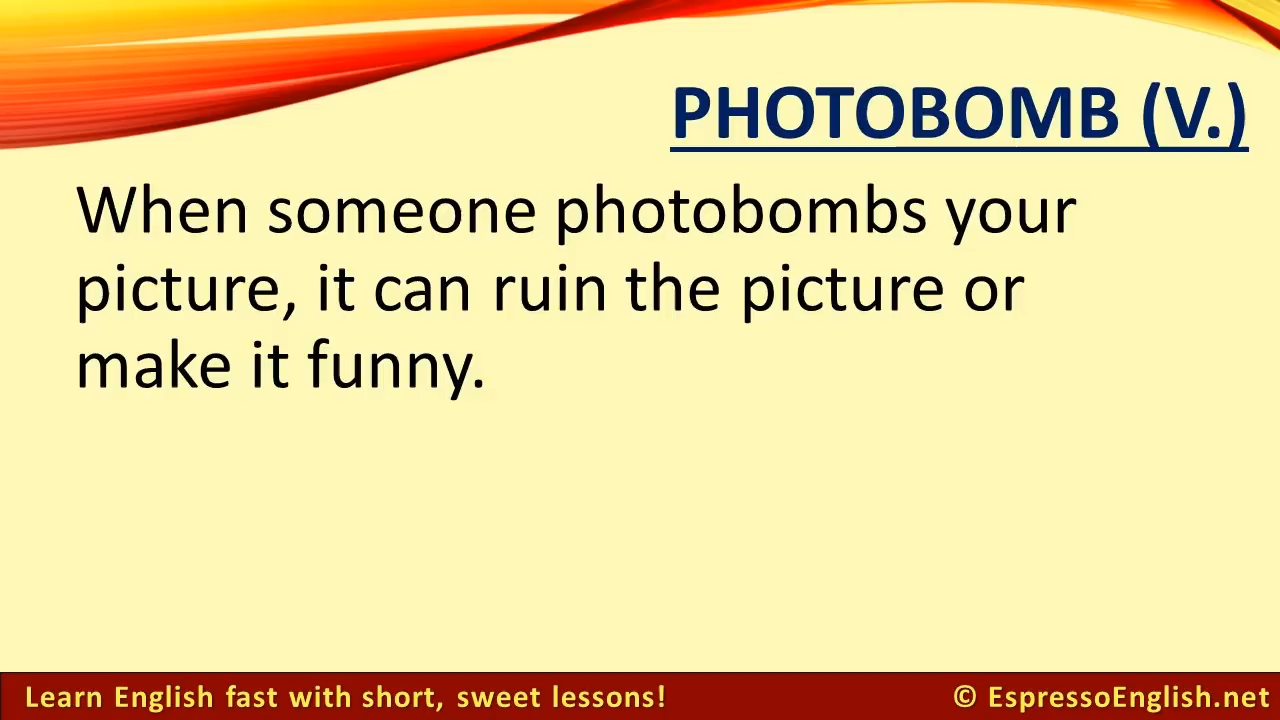 PHOTOBOMB (V.)
When someone photobombs your
picture, it can ruin the picture or
make it funny.
Learn English fast with short, sweet lessons!
© EspressoEnglish.net